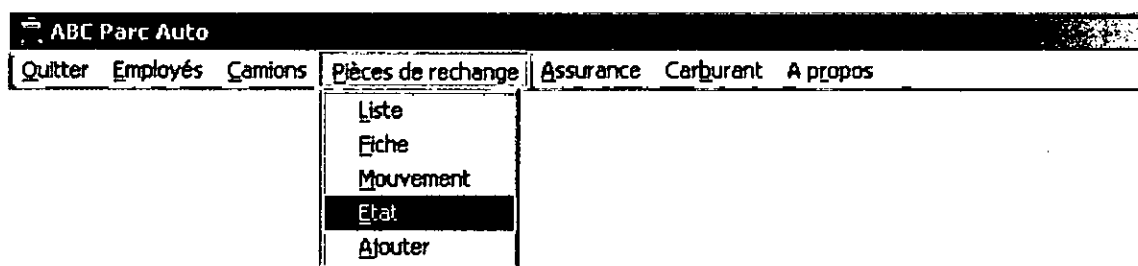 ABC Parc Auto
Quitter Employés Camions Pièces de rechange Assurance Carburant A propos
Liste
Fiche
Mouvement
Etat
Ajouter